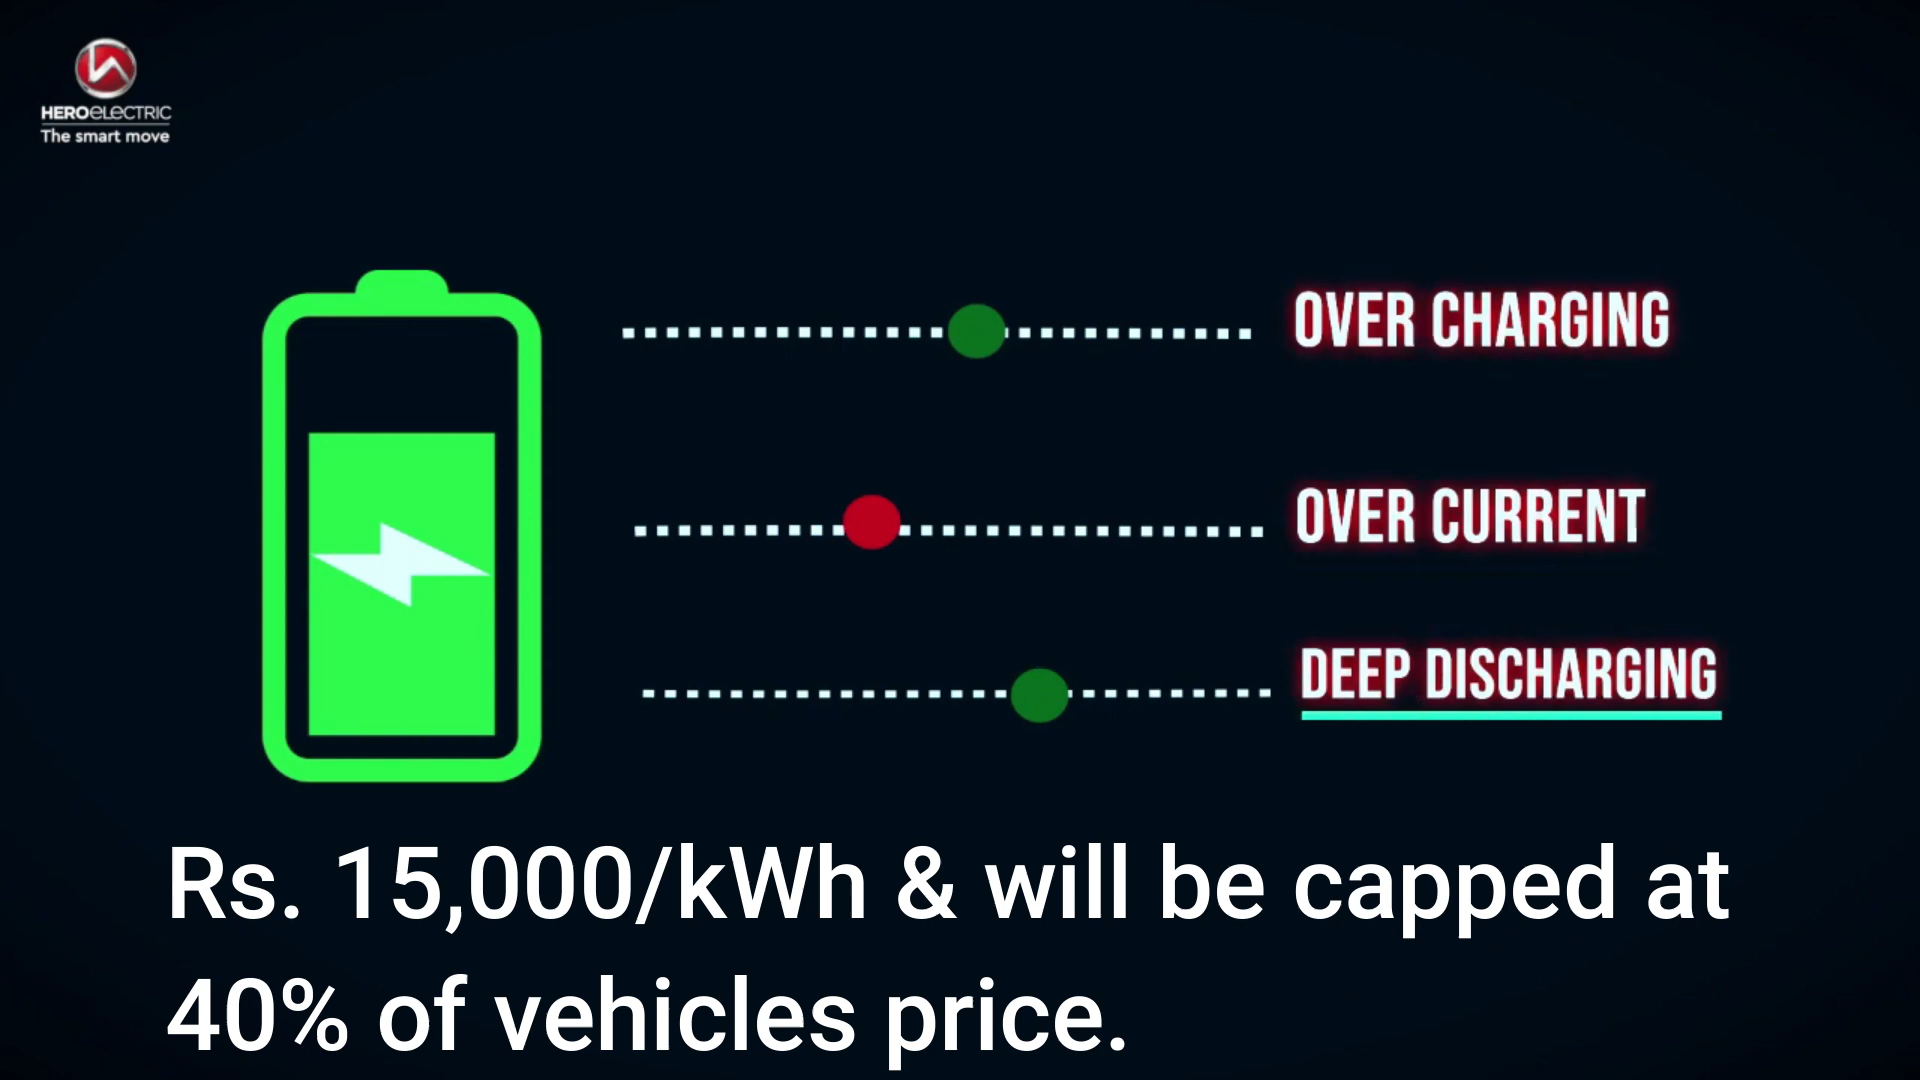 HEROELECTRIC
The smart move
OVER CHARGING
OVER CURRENT
DEEP DISCHARGING
Rs. 15,000/kWh & will be capped at
40% of vehicles price.